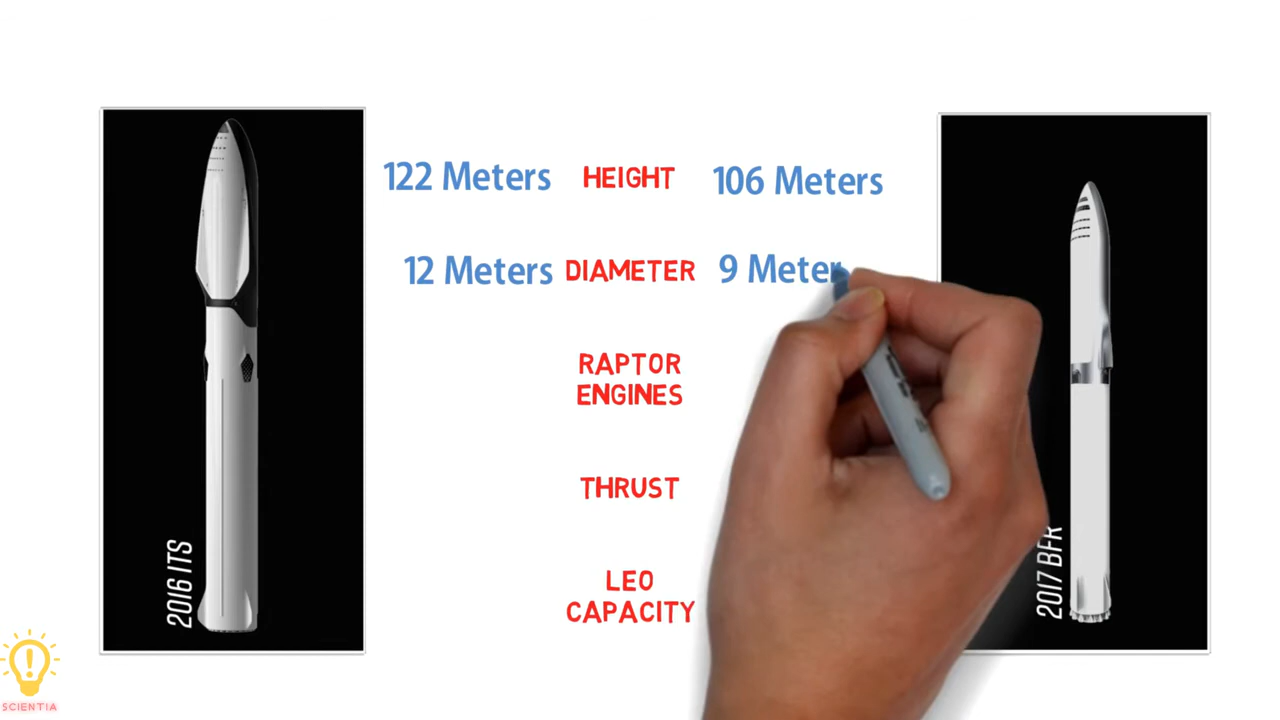 122 Meters HEIGHT 106 Meters
12 Meters DIAMETER 9 Meter
RAPTOR
ENGINES
THRUST
LEO
CAPACITY
2016 ITS
2017 BFR
SCIENTIA